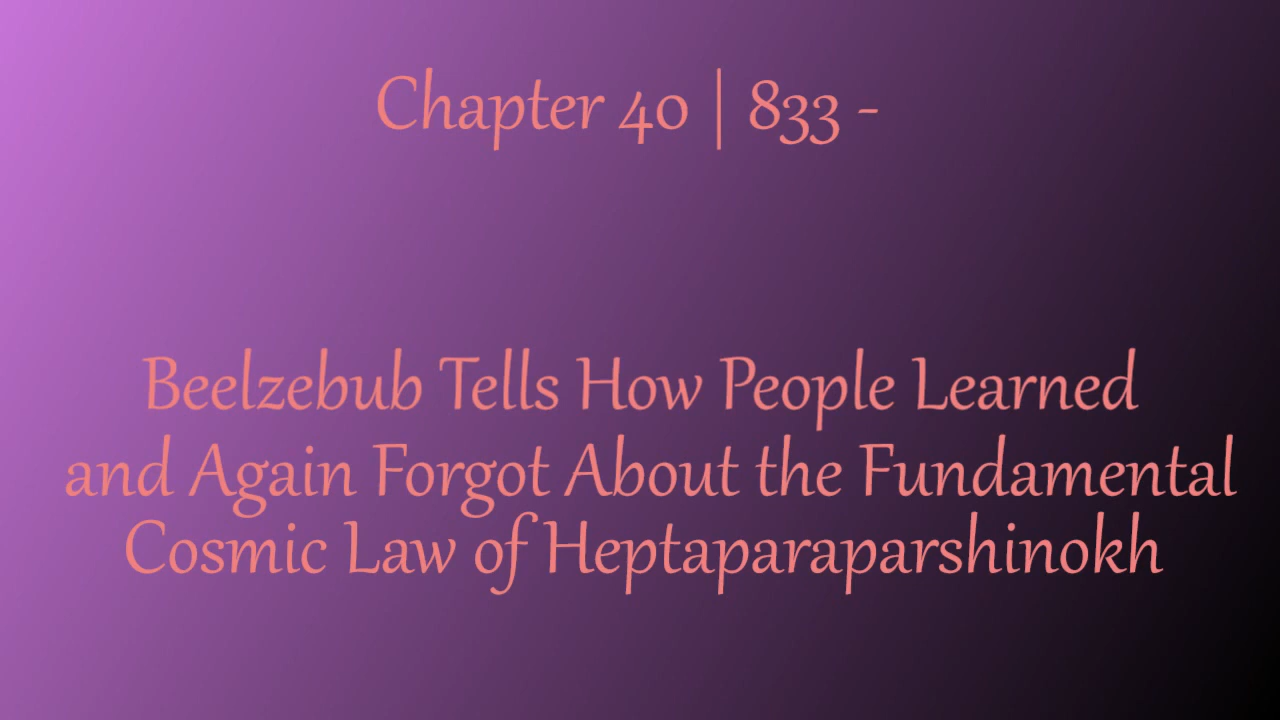 Chapter 40 | 833 -
Beelzebub Tells How People Learned
and Again Forgot About the Fundamental
Cosmic Law of Heptaparaparshinokh